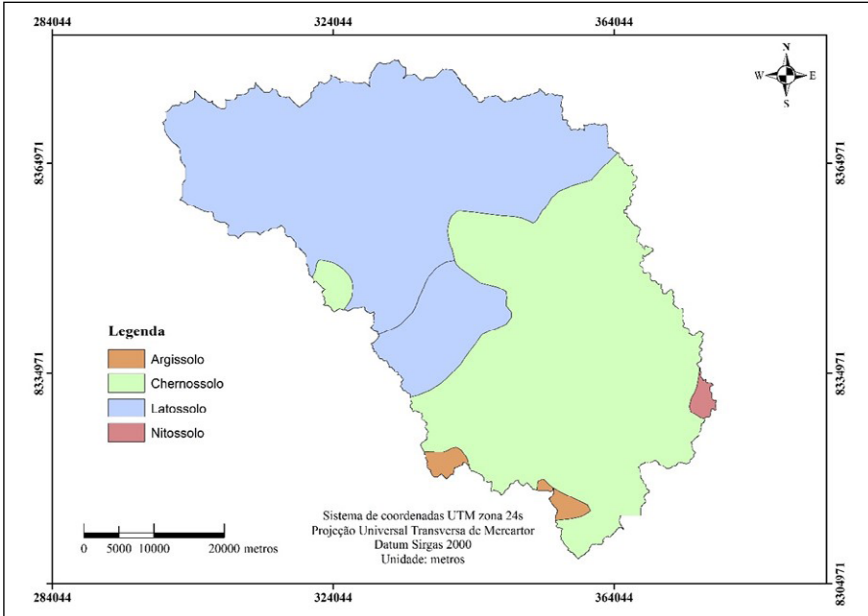 284044 324044 364044
N
W E
S
8364971 8364971
8334971 8334971
8304971
Legenda
Argissolo
Chernossolo
Latossolo
Nitossolo
0 5000 10000 20000 metros
Sistema de coordenadas UTM zona 24s
Projeção Universal Transversa de Mercartor
Datum Sirgas 2000
Unidade: metros
284044 324044 364044